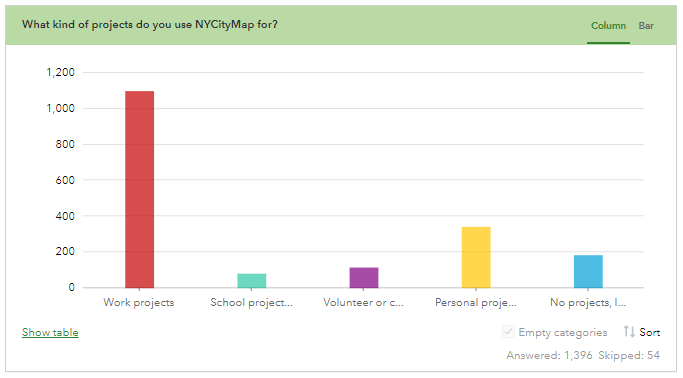 What kind of projects do you use NYCityMap for?
Column Bar
1,200
1,000
800
600
400
200
0
Work projects School project... Volunteer or c... Personal proje... No projects, I...
Show table Empty categories Sort
Answered: 1,396 Skipped: 54